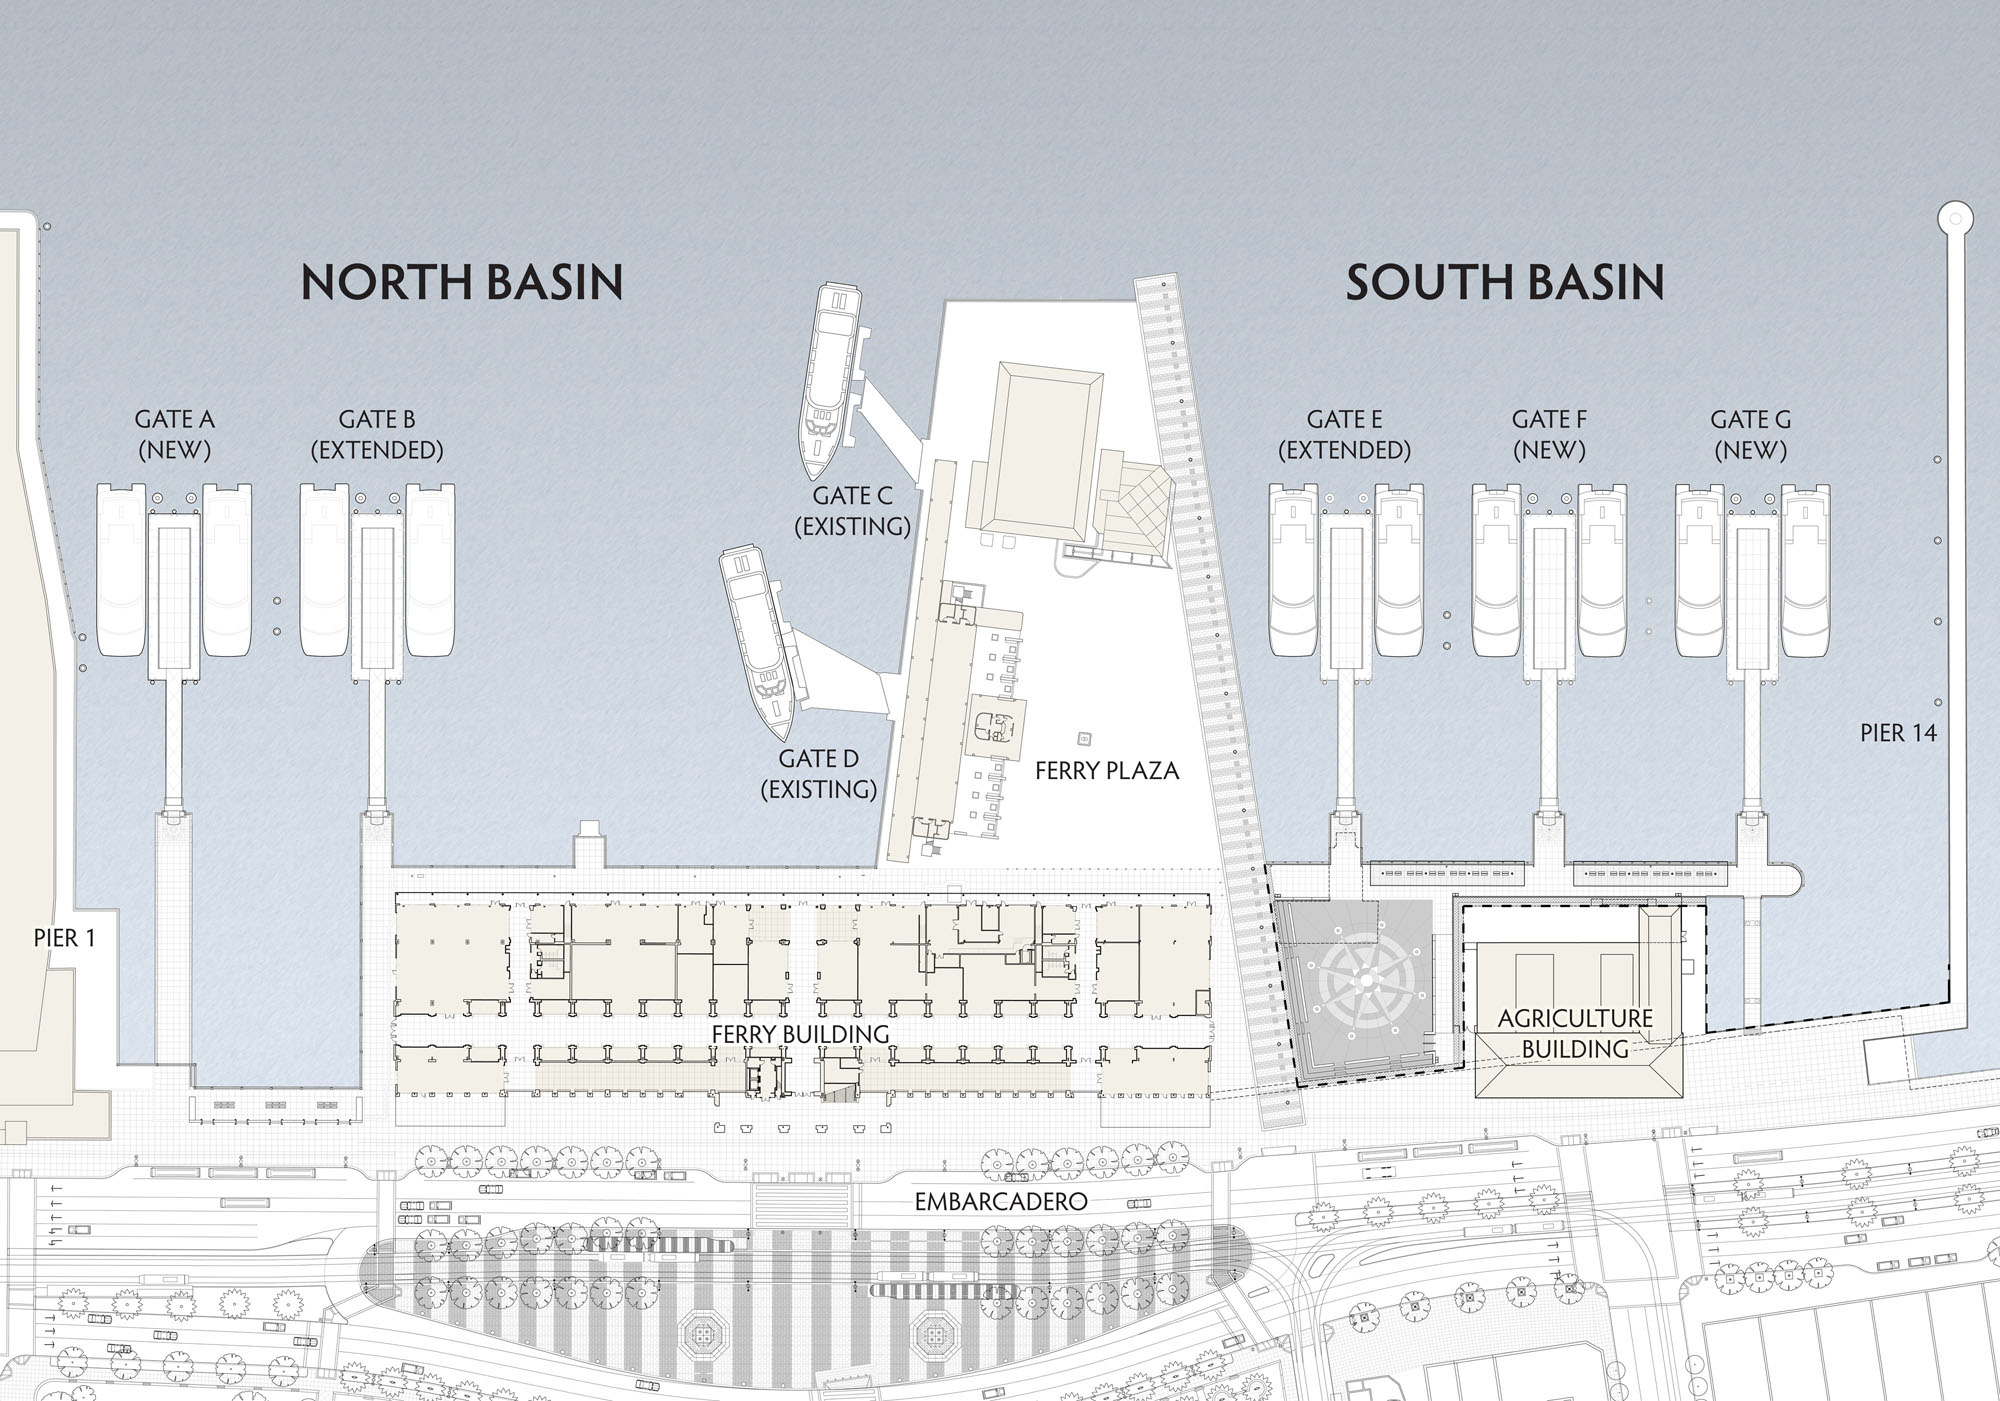 NORTH BASIN
SOUTH BASIN
GATE A
(NEW)
GATE B
(EXTENDED)
GATE C
(EXISTING)
GATE D
(EXISTING)
GATE E
(EXTENDED)
GATE F
(NEW)
GATE G
(NEW)
PIER 14
FERRY PLAZA
PIER 1
FERRY BUILDING
AGRICULTURE
BUILDING
EMBARCADERO